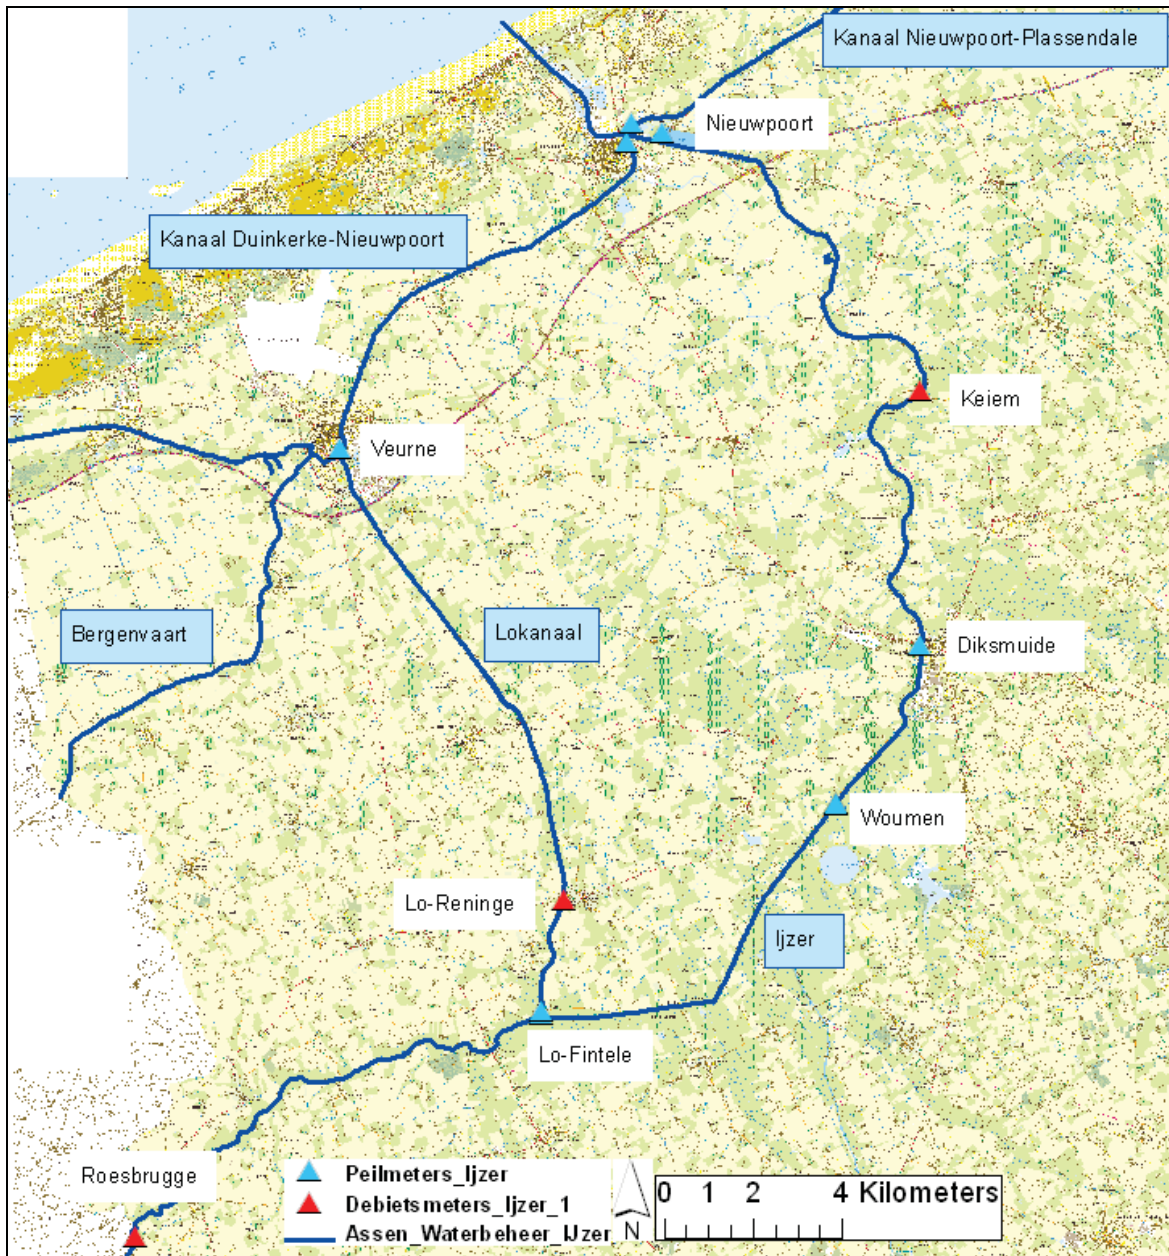 Kanaal Nieuwpoort-Plassendale
Nieuwpoort
Kanaal Duinkerke-Nieuwpoort
Keiem
Veurne
Bergenvaart
Lokanaal
Diksmuide
Woumen
Lo-Reninge
Ijzer
Lo-Fintele
Roesbrugge
Peilmeters_Ijzer
Debietsmeters_Ijzer_1
Assen_Waterbeheer_IJzer
N
0 1 2 4 Kilometers